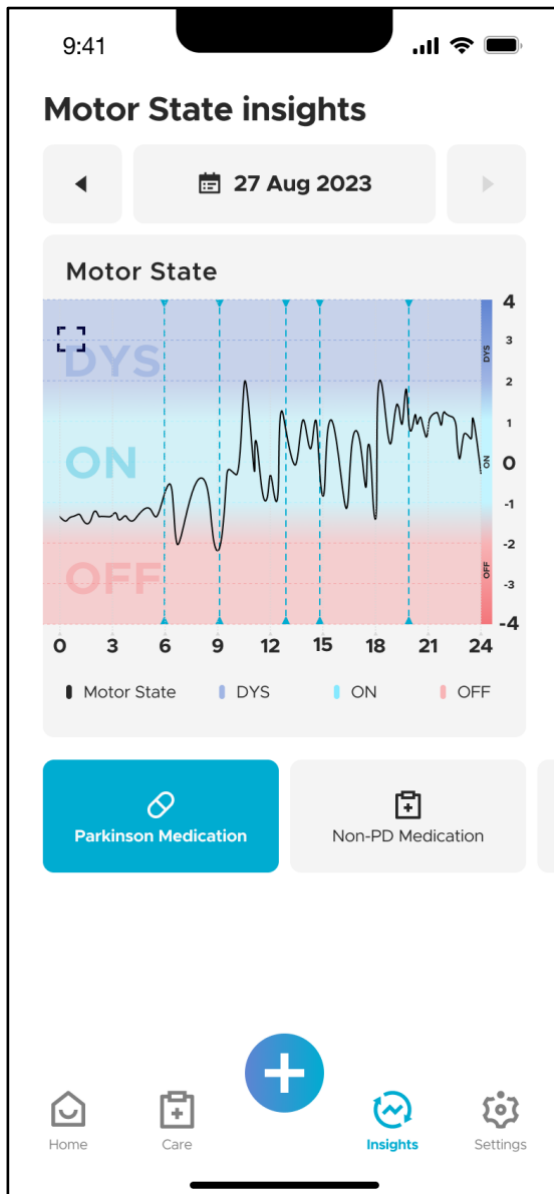 9:41
Motor State insights
27 Aug 2023
Motor State
4
DYS
3
DYS
2
1
ON
ON
0
-1
-2
OFF
OFF
-3
-4
0 3 6 9 12 15 18 21 24
Motor State DYS ON OFF
Parkinson Medication Non-PD Medication
Home Care Insights Settings